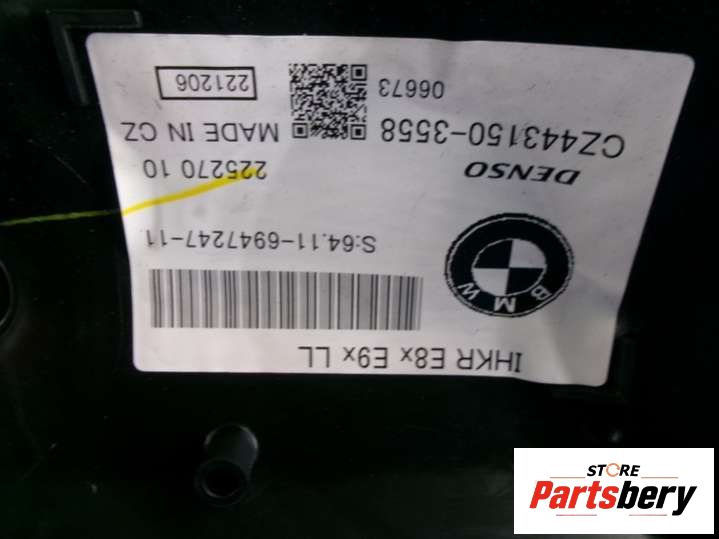 IHKR E8x E9x LL
BMW
S:64.11-6947247-11
DENSO
225270 10
CZ443150-3558
MADE IN CZ
06673
221206
STORE
Partsbery